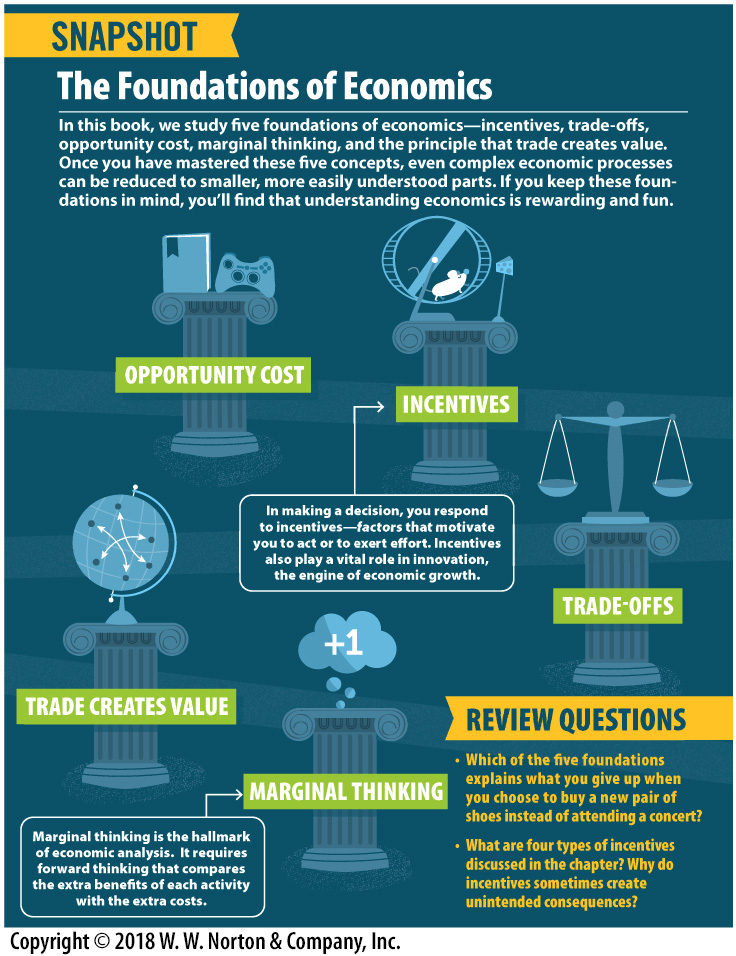 SNAPSHOT
The Foundations of Economics
In this book, we study five foundations of economics—incentives, trade-offs,
opportunity cost, marginal thinking, and the principle that trade creates value.
Once you have mastered these five concepts, even complex economic processes
can be reduced to smaller, more easily understood parts. If you keep these foun-
dations in mind, you’ll find that understanding economics is rewarding and fun.
OPPORTUNITY COST
INCENTIVES
In making a decision, you respond
to incentives—factors that motivate
you to act or to exert effort. Incentives
also play a vital role in innovation,
the engine of economic growth.
TRADE-OFFS
+1
TRADE CREATES VALUE
MARGINAL THINKING
Marginal thinking is the hallmark
of economic analysis. It requires
forward thinking that compares
the extra benefits of each activity
with the extra costs.
REVIEW QUESTIONS
• Which of the five foundations
explains what you give up when
you choose to buy a new pair of
shoes instead of attending a concert?
• What are four types of incentives
discussed in the chapter? Why do
incentives sometimes create
unintended consequences?
Copyright © 2018 W. W. Norton & Company, Inc.